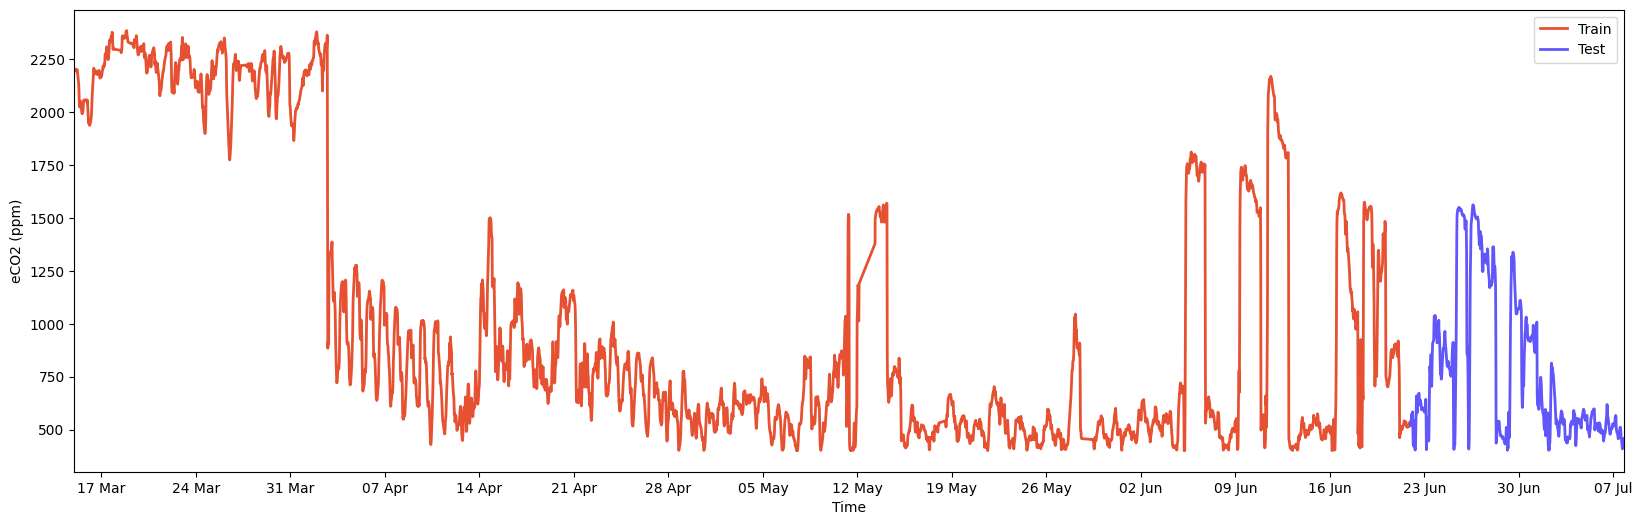 Train
Test
eCO2 (ppm)
2250
2000
1750
1500
1250
1000
750
500
17 Mar
24 Mar
31 Mar
07 Apr
14 Apr
21 Apr
28 Apr
05 May
12 May
19 May
26 May
02 Jun
09 Jun
16 Jun
23 Jun
30 Jun
07 Jul
Time